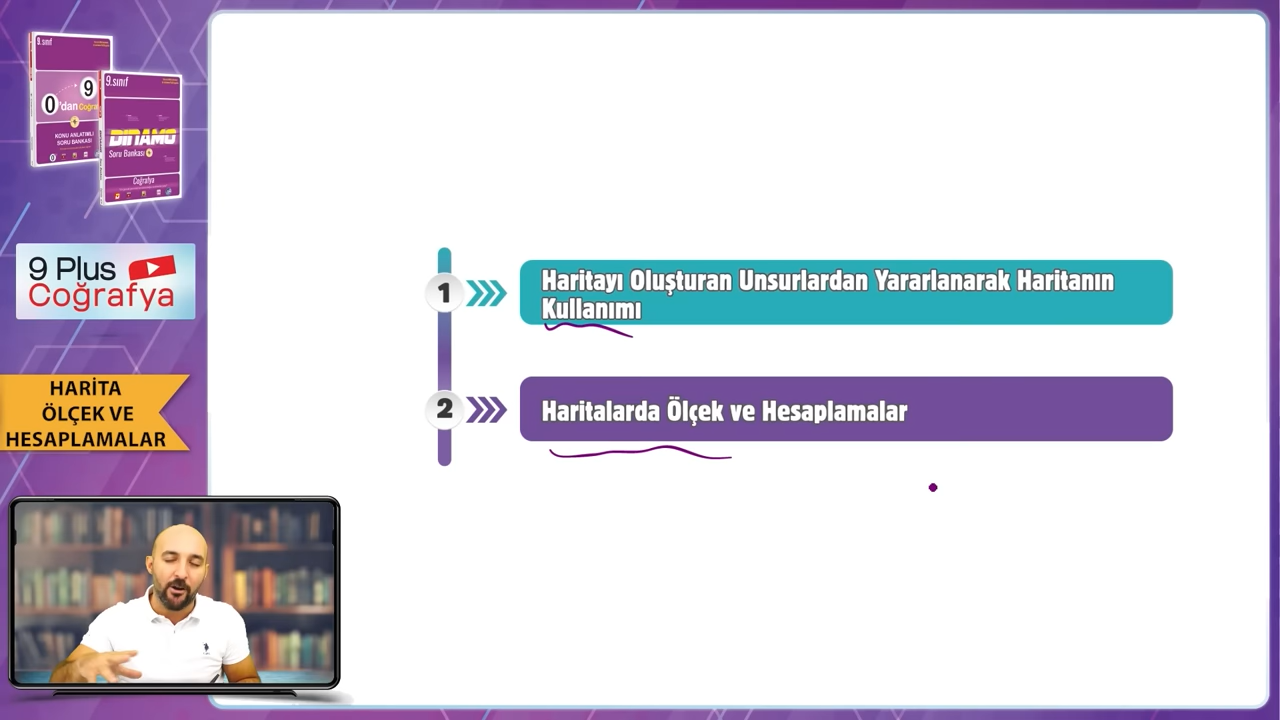 9.sınıf
9
0'dan Coğra
KONU ANLATIMLI
SORU BANKASI
9.sınıf
DİNAMO
Soru Bankası
Coğrafya
9 Plus
Coğrafya
HARİTA
ÖLÇEK VE
HESAPLAMALAR
1
Haritayı Oluşturan Unsurlardan Yararlanarak Haritanın
Kullanımı
2
Haritalarda Ölçek ve Hesaplamalar